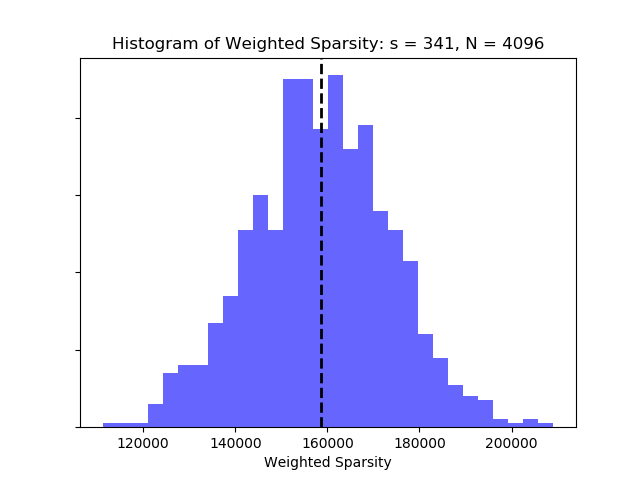 Histogram of Weighted Sparsity: s = 341, N = 4096
120000 140000 160000 180000 200000
Weighted Sparsity